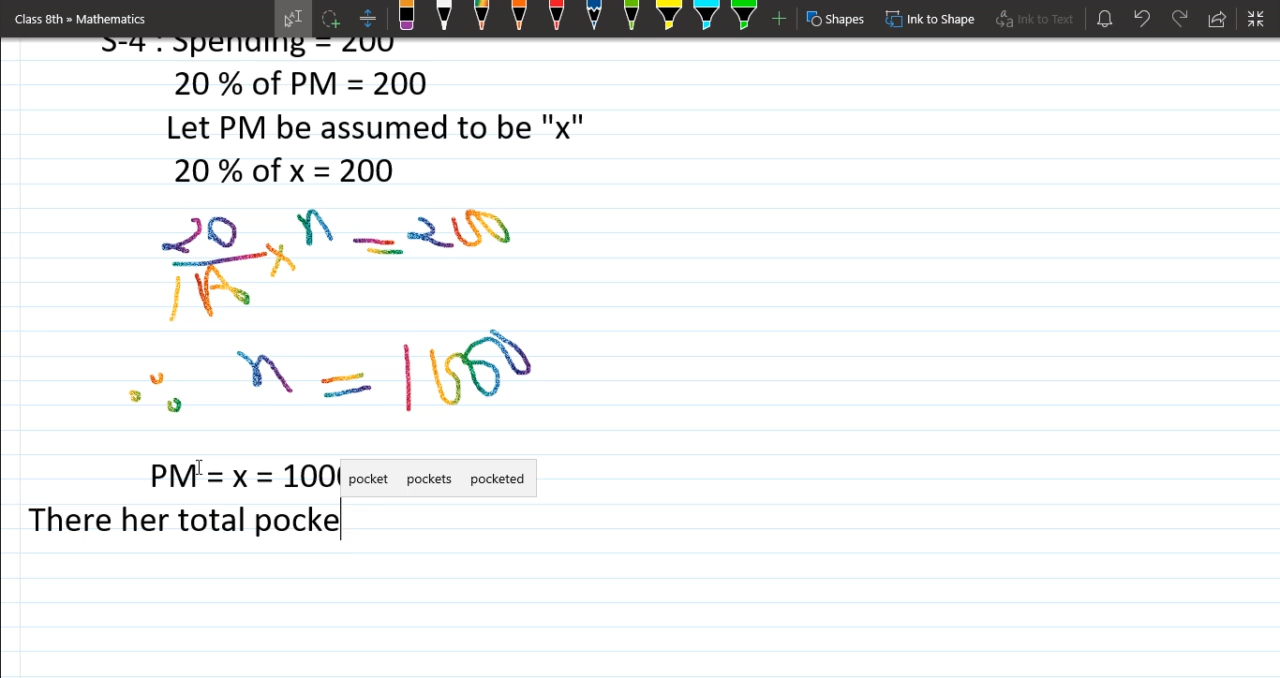 Class 8th » Mathematics
Shapes
Ink to Shape
Ink to Text
S-4 : Spending = 200
20 % of PM = 200
Let PM be assumed to be "x"
20 % of x = 200
20/100 × x = 200
∴ x = 1000
PM = x = 100
pocket pockets pocketed
There her total pocke